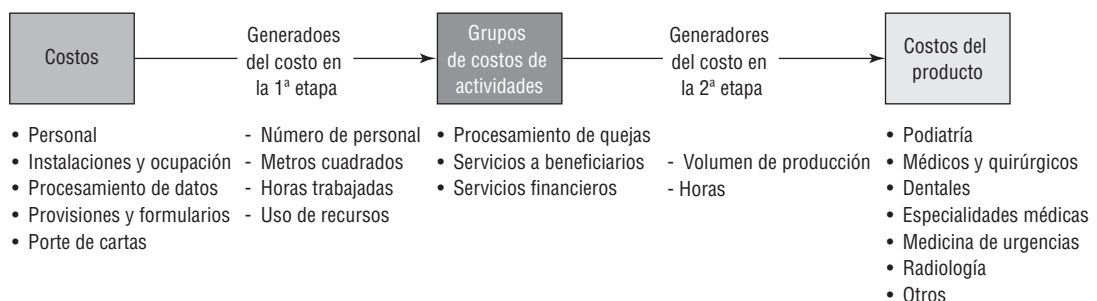 Costos
Generadoes
del costo en
la 1ª etapa
Grupos
de costos de
actividades
Generadores
del costo en
la 2ª etapa
Costos del
producto
• Personal
• Instalaciones y ocupación
• Procesamiento de datos
• Provisiones y formularios
• Porte de cartas
- Número de personal
- Metros cuadrados
- Horas trabajadas
- Uso de recursos
• Procesamiento de quejas
• Servicios a beneficiarios
• Servicios financieros
- Volumen de producción
- Horas
• Podiatría
• Médicos y quirúrgicos
• Dentales
• Especialidades médicas
• Medicina de urgencias
• Radiología
• Otros